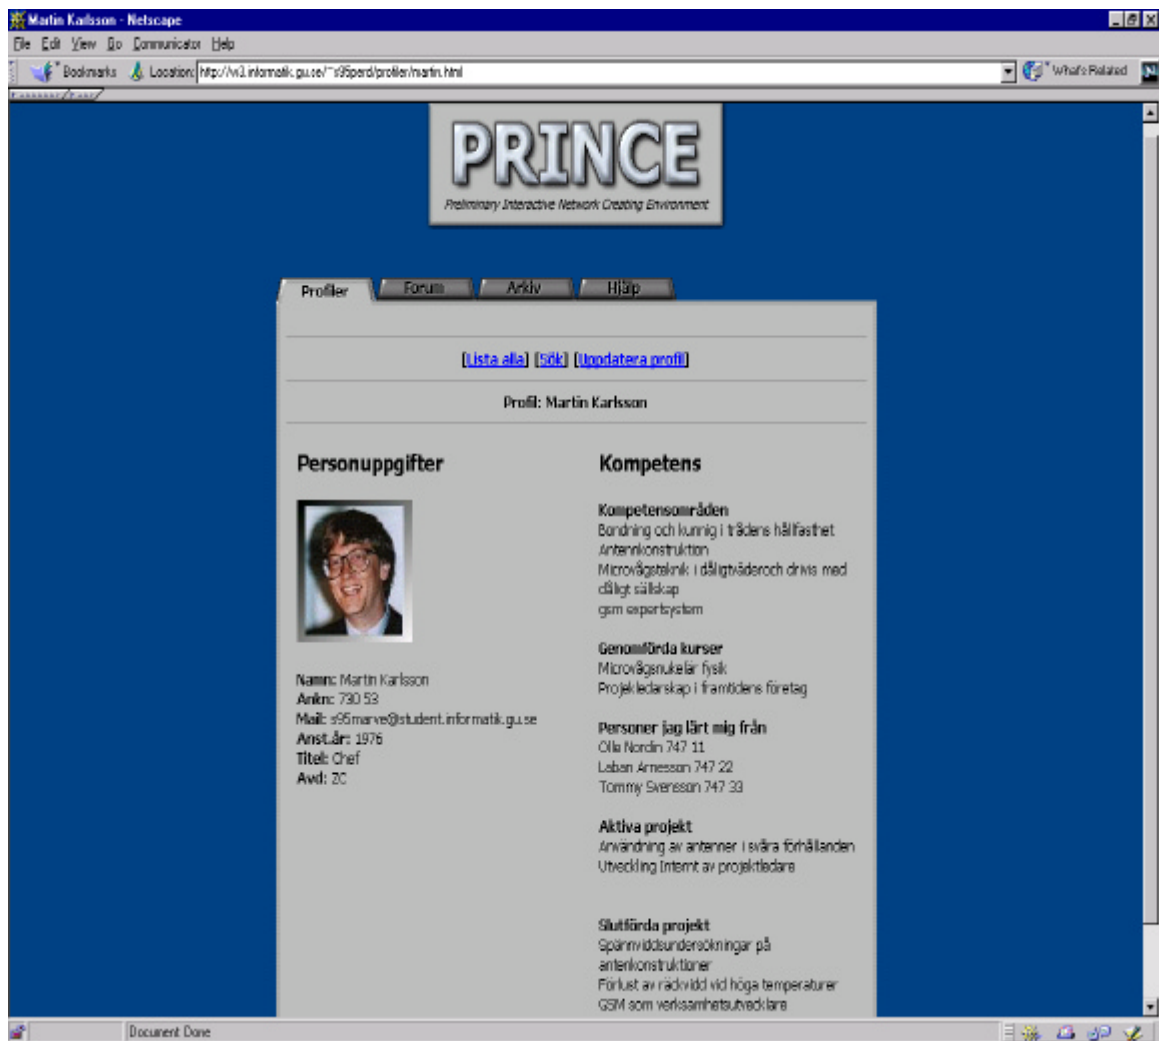 Martin Karlsson - Netscape
File Edit View Go Communicator Help
Bookmarks Location: http://w3.informatik.gu.se/~s95perd/profiler/martin.html What's Related
PRINCE
Preliminary Interactive Network Creating Environment
Profiler Forum Arkiv Hjälp
[Lista alla] [Sök] [Uppdatera profil]
Profil: Martin Karlsson
Personuppgifter
Namn: Martin Karlsson
Ankn: 730 53
Mail: s95marve@student.informatik.gu.se
Anst.år: 1976
Titel: Chef
Avd: ZC
Kompetens
Kompetensområden
Bondning och kunnig i trådens hållfasthet
Antennkonstruktion
Microvågsteknik i dåligtväderoch drivis med
dåligt sällskap
gsm expertsystem
Genomförda kurser
Microvågsnukelär fysik
Projekledarskap i framtidens företag
Personer jag lärt mig från
Olle Nordin 747 11
Laban Arnesson 747 22
Tommy Svensson 747 33
Aktiva projekt
Användning av antenner i svåra förhållanden
Utveckling Internt av projektledare
Slutförda projekt
Spännviddsundersökningar på
antenkonstruktioner
Förlust av räckvidd vid höga temperaturer
GSM som verksamhetsutvecklare
Document Done